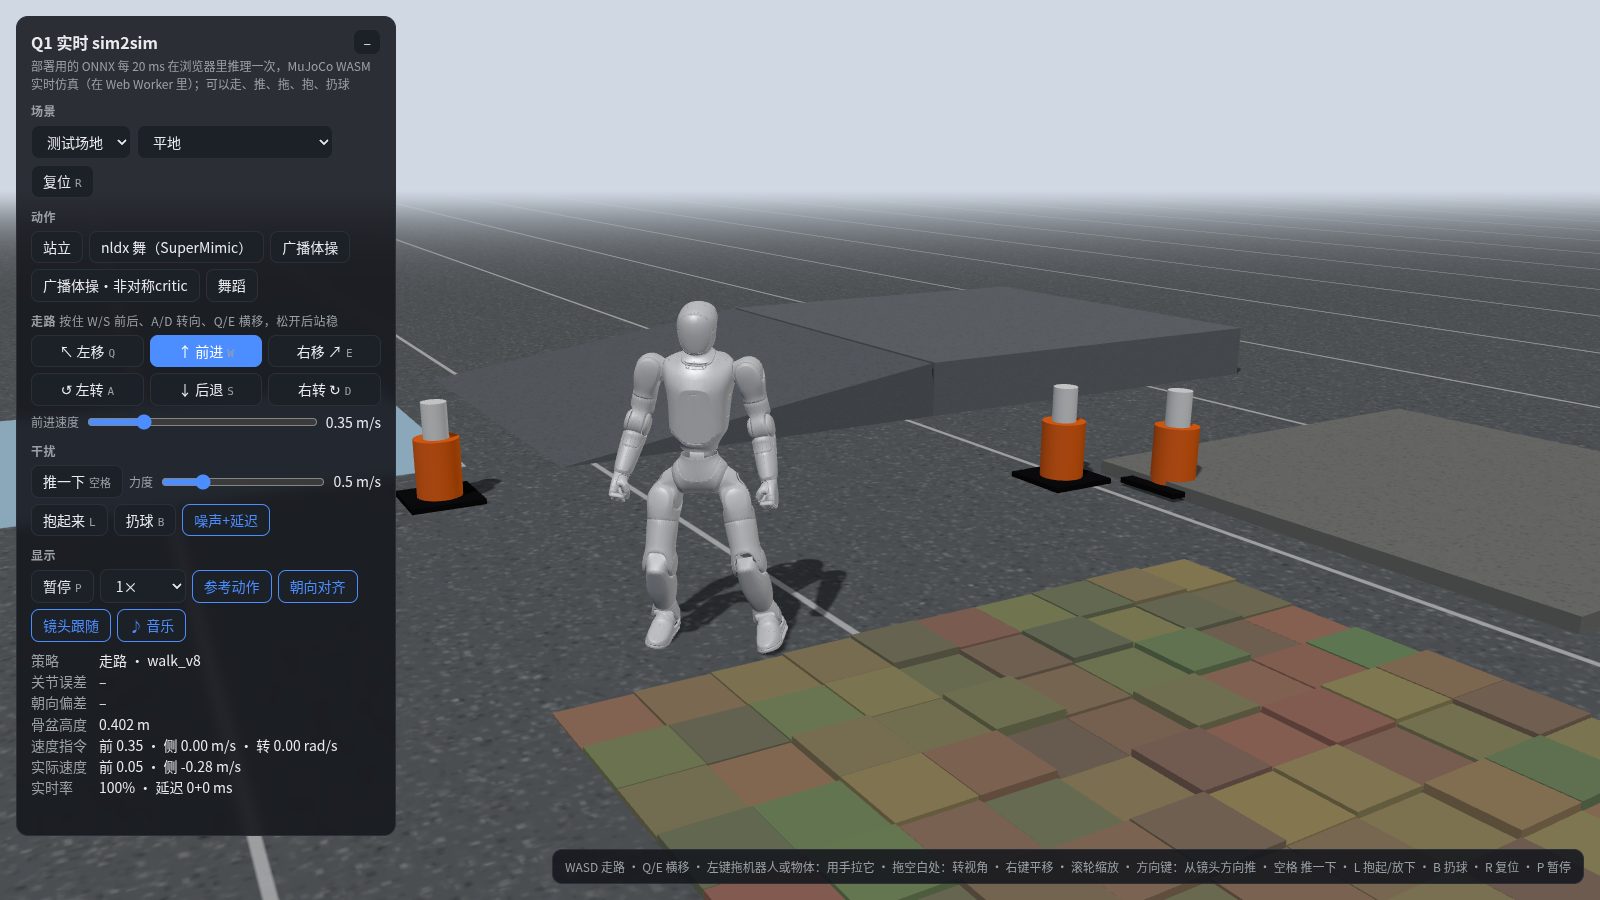 Q1 实时 sim2sim
–
部署用的 ONNX 每 20 ms 在浏览器里推理一次，MuJoCo WASM
实时仿真（在 Web Worker 里）；可以走、推、拖、抱、扔球
场景
测试场地 平地
复位 R
动作
站立 nldx 舞（SuperMimic） 广播体操
广播体操・非对称critic 舞蹈
走路 按住 W/S 前后、A/D 转向、Q/E 横移，松开后站稳
↖ 左移 Q ↑ 前进 W 右移 ↗ E
↺ 左转 A ↓ 后退 S 右转 ↻ D
前进速度 0.35 m/s
干扰
推一下 空格 力度 0.5 m/s
抱起来 L 扔球 B 噪声+延迟
显示
暂停 P 1× 参考动作 朝向对齐
镜头跟随 ♪ 音乐
策略 走路 · walk_v8
关节误差 –
朝向偏差 –
骨盆高度 0.402 m
速度指令 前 0.35 · 侧 0.00 m/s · 转 0.00 rad/s
实际速度 前 0.05 · 侧 -0.28 m/s
实时率 100% · 延迟 0+0 ms
WASD 走路 · Q/E 横移 · 左键拖机器人或物体：用手拉它 · 拖空白处：转视角 · 右键平移 · 滚轮缩放 · 方向键：从镜头方向推 · 空格 推一下 · L 抱起/放下 · B 扔球 · R 复位 · P 暂停